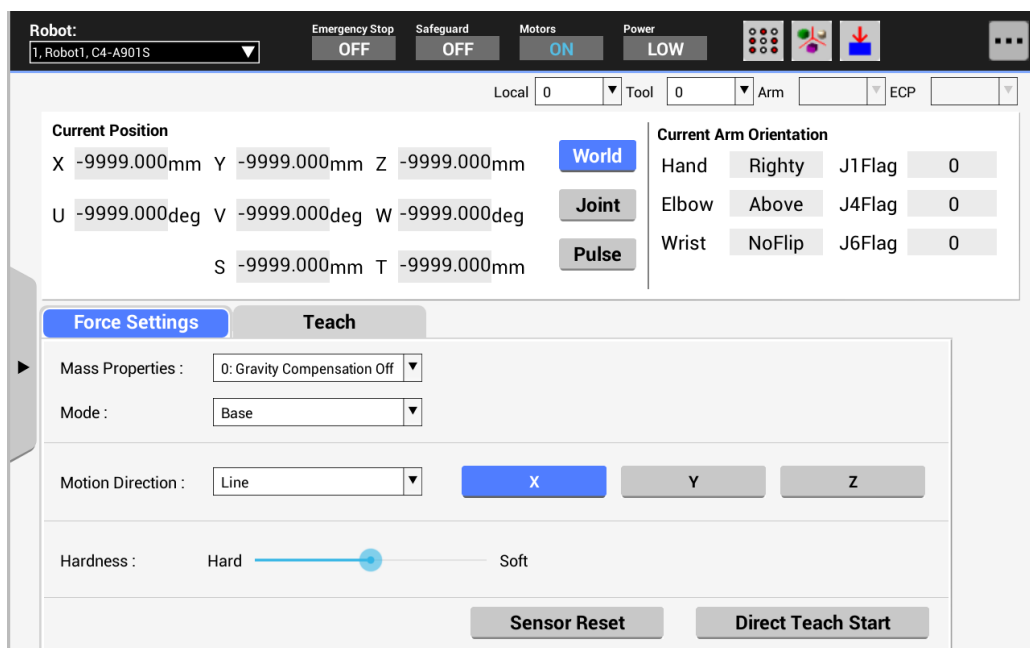 Robot:
1, Robot1, C4-A901S
Emergency Stop Safeguard Motors Power
OFF OFF ON LOW
Local 0 Tool 0 Arm ECP
Current Position
X -9999.000mm Y -9999.000mm Z -9999.000mm
U -9999.000deg V -9999.000deg W -9999.000deg
S -9999.000mm T -9999.000mm
World
Joint
Pulse
Current Arm Orientation
Hand Righty J1Flag 0
Elbow Above J4Flag 0
Wrist NoFlip J6Flag 0
Force Settings Teach
Mass Properties : 0: Gravity Compensation Off
Mode : Base
Motion Direction : Line X Y Z
Hardness : Hard Soft
Sensor Reset Direct Teach Start